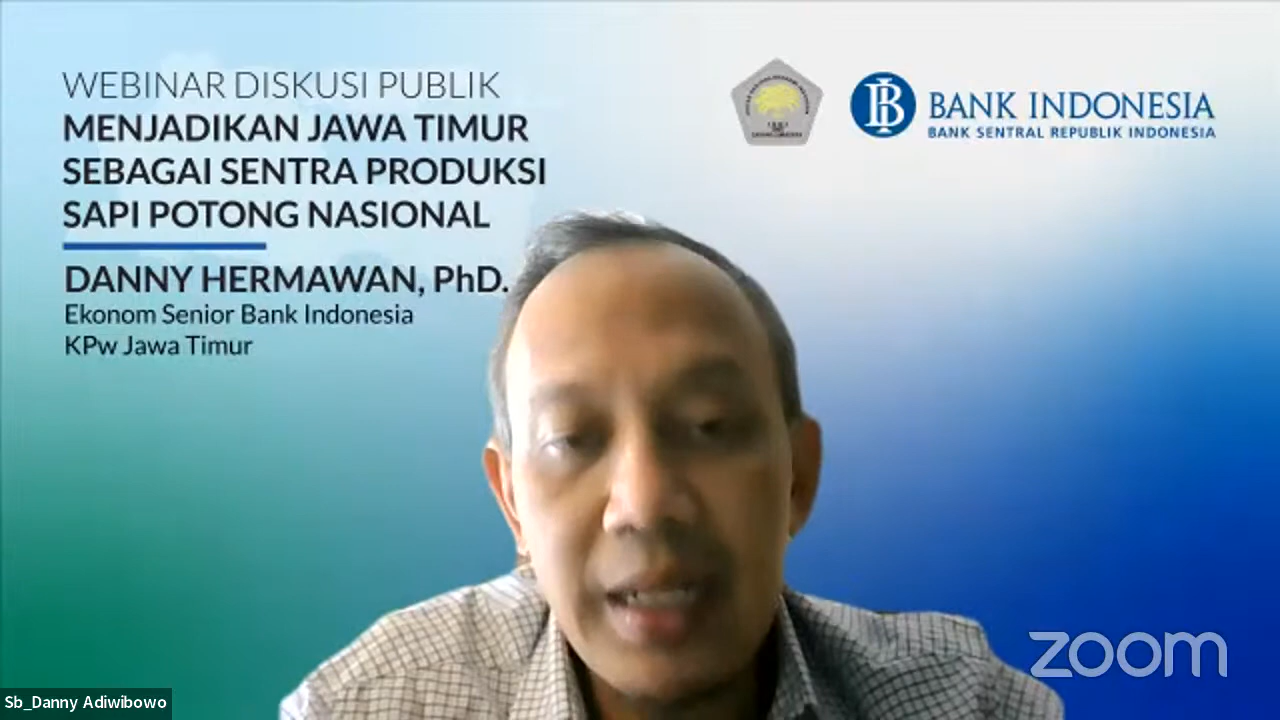 WEBINAR DISKUSI PUBLIK
MENJADIKAN JAWA TIMUR
SEBAGAI SENTRA PRODUKSI
SAPI POTONG NASIONAL
DANNY HERMAWAN, PhD.
Ekonom Senior Bank Indonesia
KPw Jawa Timur
BANK INDONESIA
BANK SENTRAL REPUBLIK INDONESIA
zoom
Sb_Danny Adiwibowo